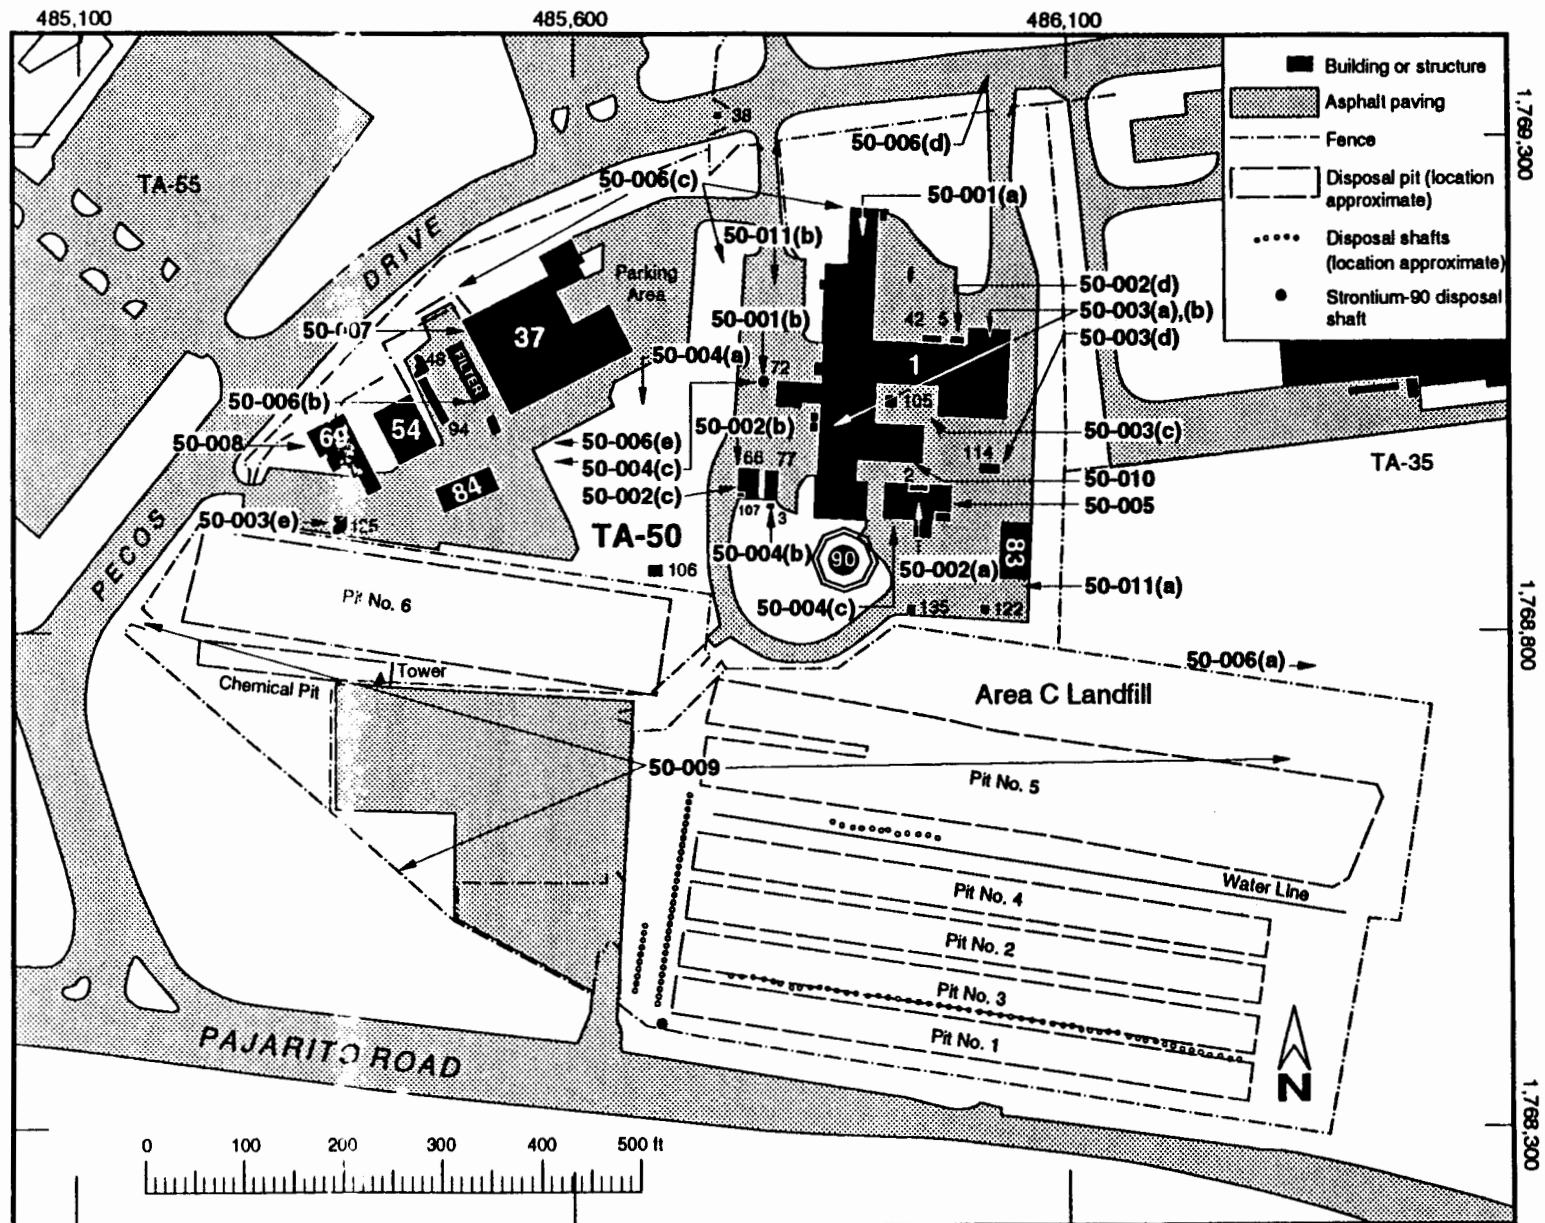 485,100
485,600
486,100
Building or structure
Asphalt paving
Fence
Disposal pit (location
approximate)
Disposal shafts
(location approximate)
Strontium-90 disposal
shaft
1,769,300
1,768,800
1,768,300
TA-55
38
50-006(d)
50-006(c)
50-001(a)
50-011(b)
DRIVE
Parking
Area
50-002(d)
50-003(a),(b)
50-003(d)
50-001(b)
42
5
50-007
37
48
FILTER
50-004(a)
72
1
105
50-006(b)
54
94
50-002(b)
50-003(c)
50-008
69
50-006(e)
50-004(c)
50-002(c)
66
77
114
2
TA-35
50-010
50-005
84
107
3
50-003(e)
TA-50
50-004(b)
90
50-002(a)
83
106
50-011(a)
PECOS
50-004(c)
135
122
Pit No. 6
50-006(a)
Tower
Chemical Pit
Area C Landfill
50-009
Pit No. 5
Water Line
Pit No. 4
Pit No. 2
Pit No. 3
Pit No. 1
PAJARITO ROAD
N
0 100 200 300 400 500 ft